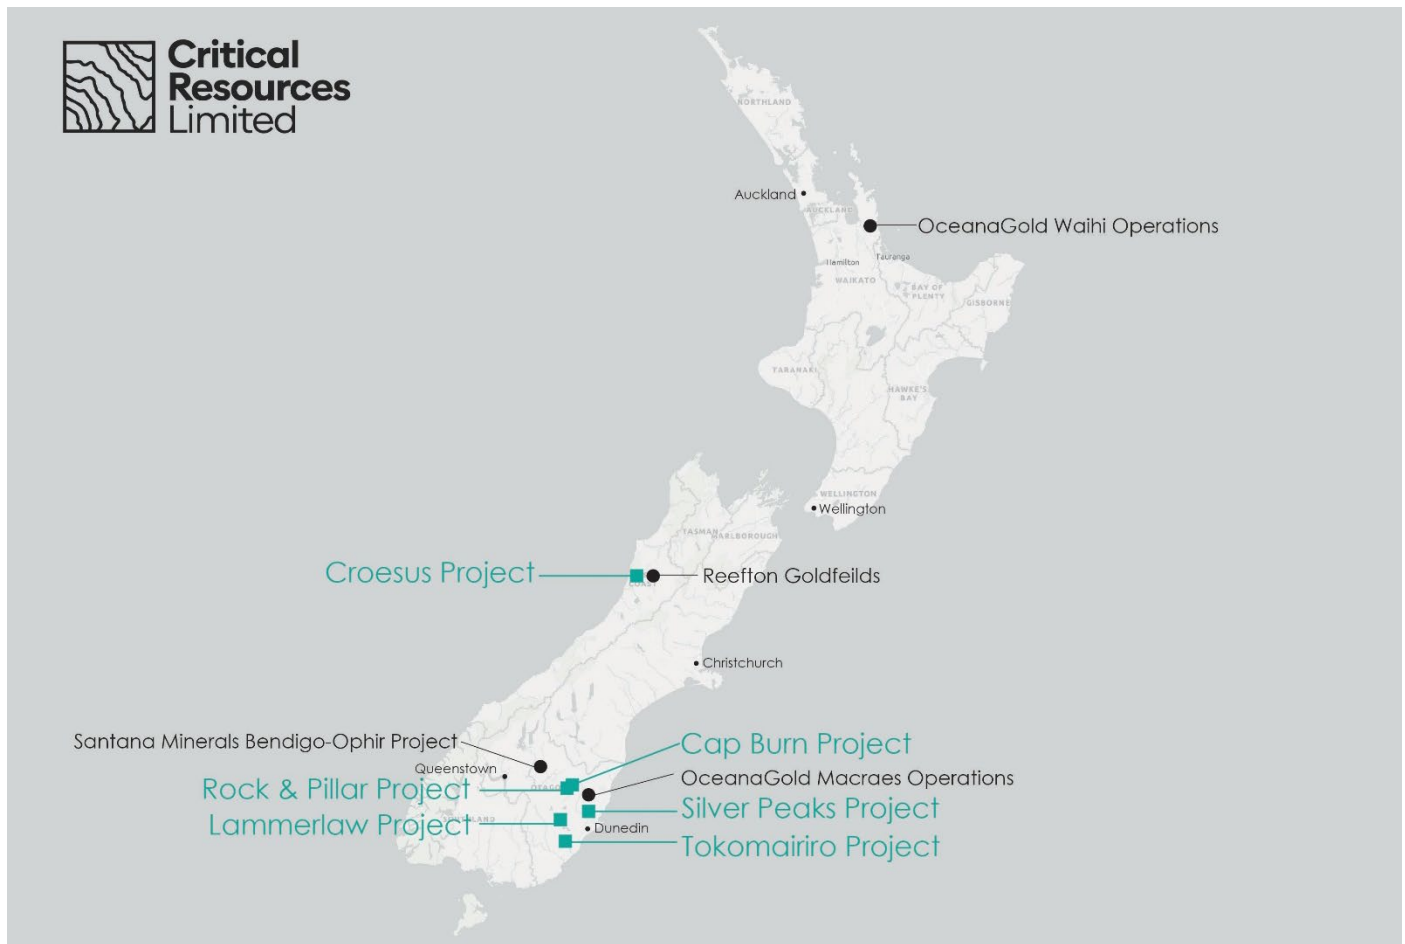 Critical
Resources
Limited
NORTHLAND
Auckland
AUCKLAND
OceanaGold Waihi Operations
Hamilton
Tauranga
WAIKATO
BAY OF
PLENTY
GISBORNE
TARANAKI
HAWKE'S
BAY
WELLINGTON
Wellington
TASMAN
MARLBOROUGH
Croesus Project
COAST
Reefton Goldfeilds
Christchurch
Santana Minerals Bendigo-Ophir Project
Cap Burn Project
Queenstown
OceanaGold Macraes Operations
Rock & Pillar Project
OTAGO
Silver Peaks Project
Lammerlaw Project
SOUTHLAND
Dunedin
Tokomairiro Project